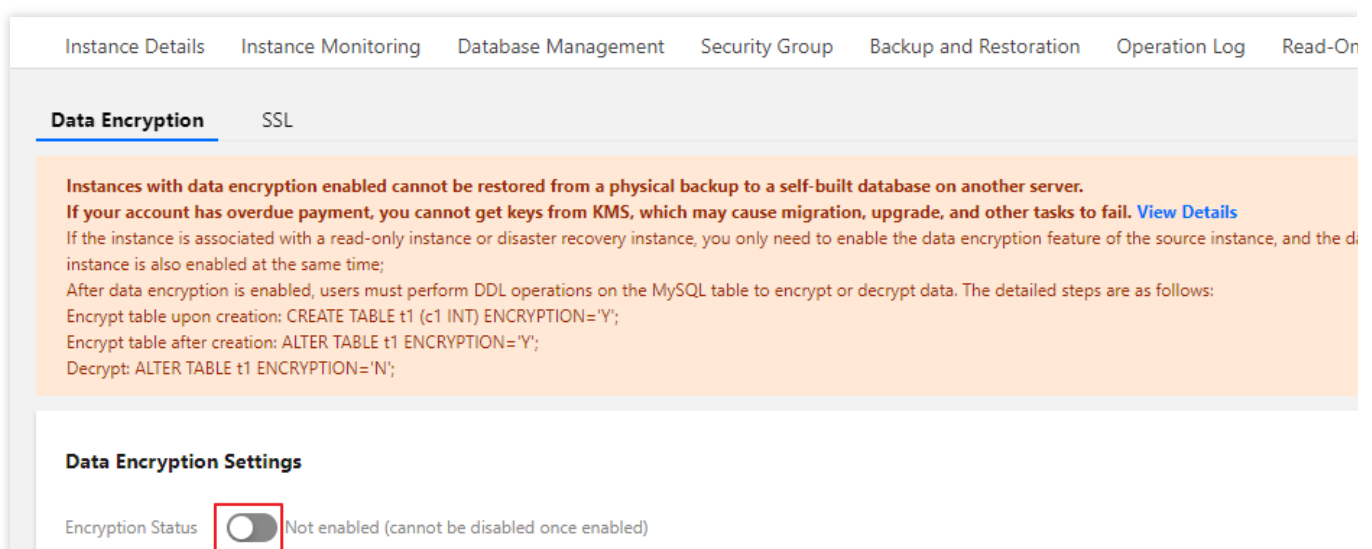 Instance Details Instance Monitoring Database Management Security Group Backup and Restoration Operation Log
Data Encryption SSL
Instances with data encryption enabled cannot be restored from a physical backup to a self-built database on another server.
If your account has overdue payment, you cannot get keys from KMS, which may cause migration, upgrade, and other tasks to fail. View Details
If the instance is associated with a read-only instance or disaster recovery instance, you only need to enable the data encryption feature of the source instance, and the
instance is also enabled at the same time;
After data encryption is enabled, users must perform DDL operations on the MySQL table to encrypt or decrypt data. The detailed steps are as follows:
Encrypt table upon creation: CREATE TABLE t1 (c1 INT) ENCRYPTION='Y';
Encrypt table after creation: ALTER TABLE t1 ENCRYPTION='Y';
Decrypt: ALTER TABLE t1 ENCRYPTION='N';
Data Encryption Settings
Encryption Status Not enabled (cannot be disabled once enabled)